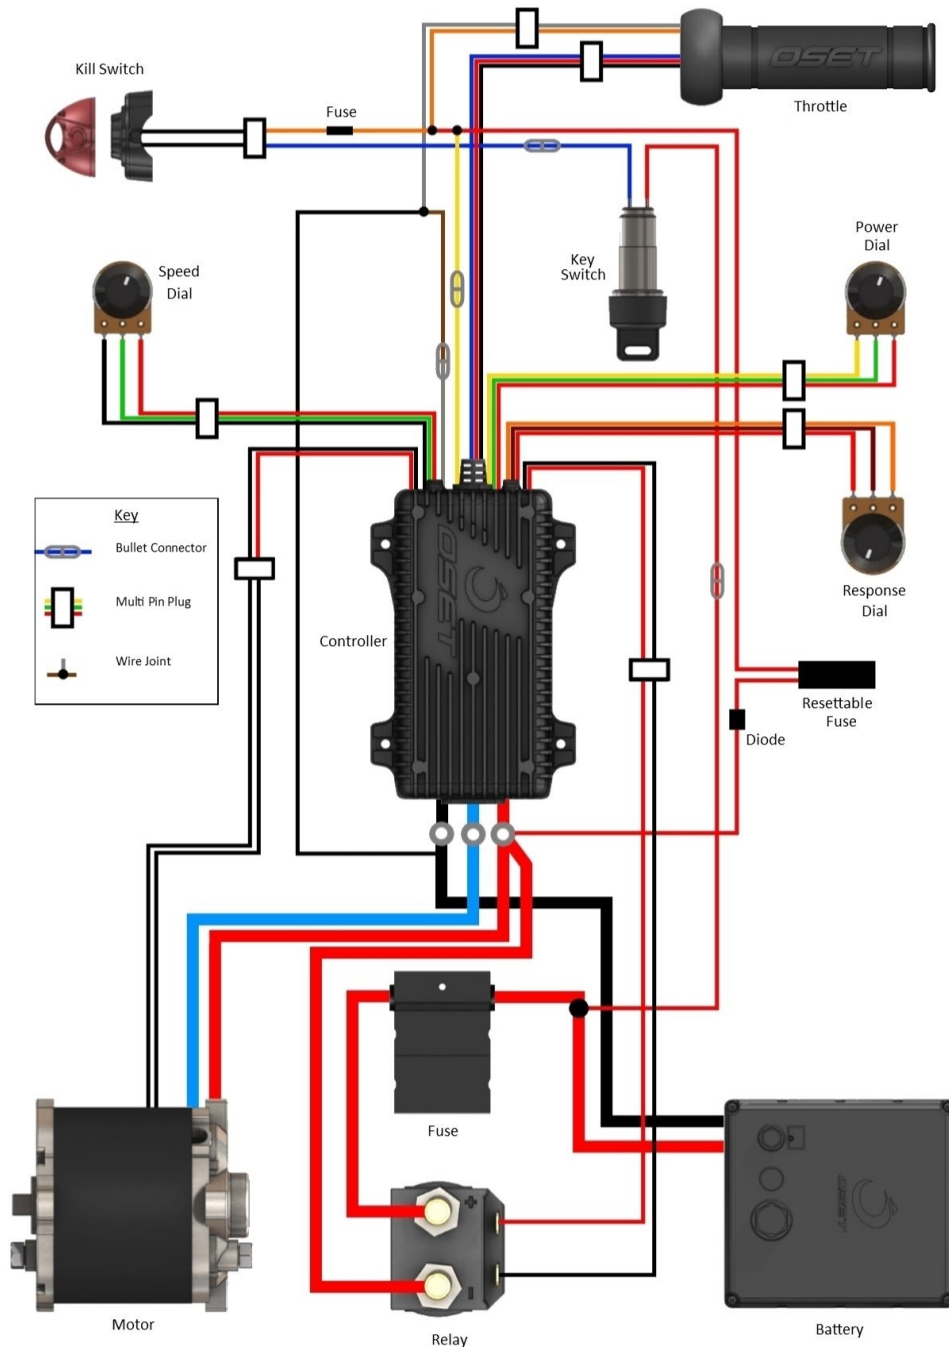 OSET
Throttle
Kill Switch
Fuse
Key
Switch
Power
Dial
Speed
Dial
Key
Bullet Connector
Multi Pin Plug
Wire Joint
OSET
Controller
Response
Dial
Resettable
Fuse
Diode
Fuse
+
-
OSET
Motor
Relay
Battery